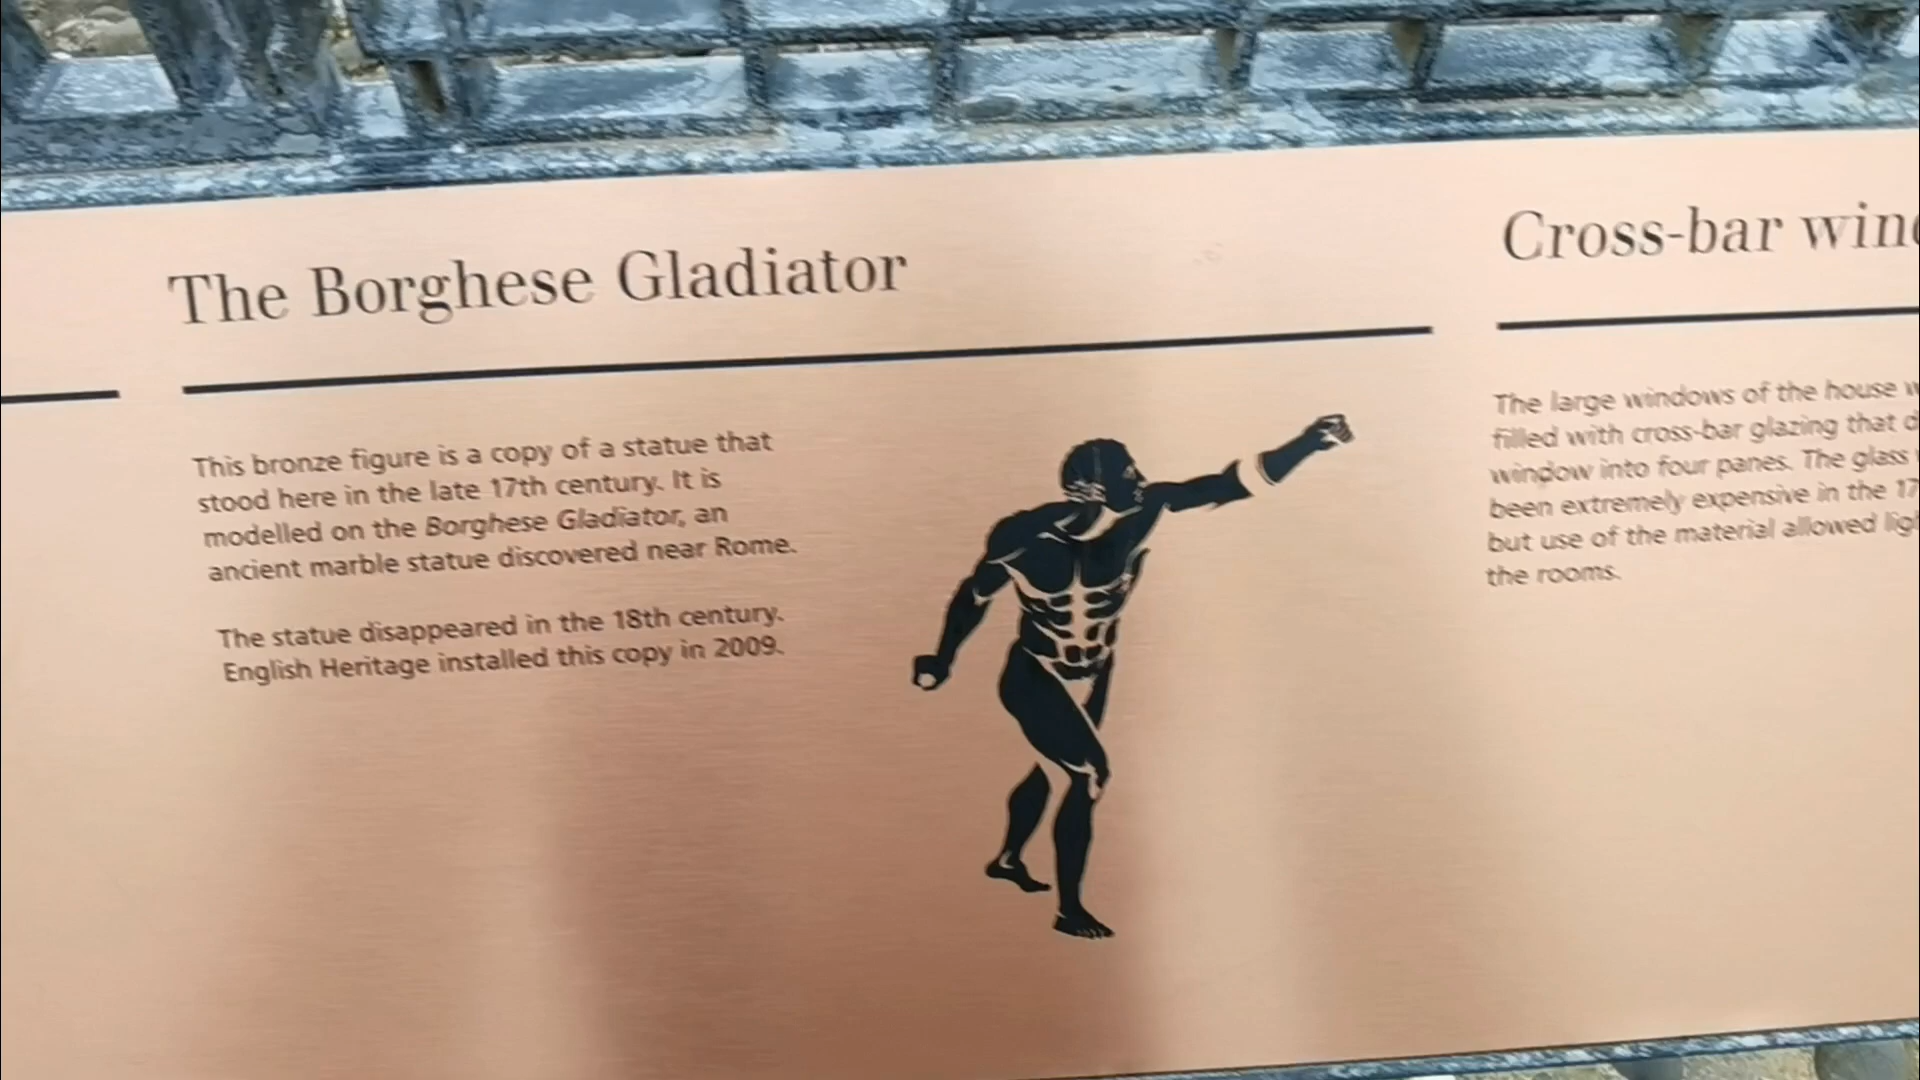 The Borghese Gladiator
This bronze figure is a copy of a statue that
stood here in the late 17th century. It is
modelled on the Borghese Gladiator, an
ancient marble statue discovered near Rome.
The statue disappeared in the 18th century.
English Heritage installed this copy in 2009.
Cross-bar
The large windows of the house
filled with cross-bar glazing that
window into four panes. The glass
been extremely expensive in the
but use of the material allowed
the rooms.